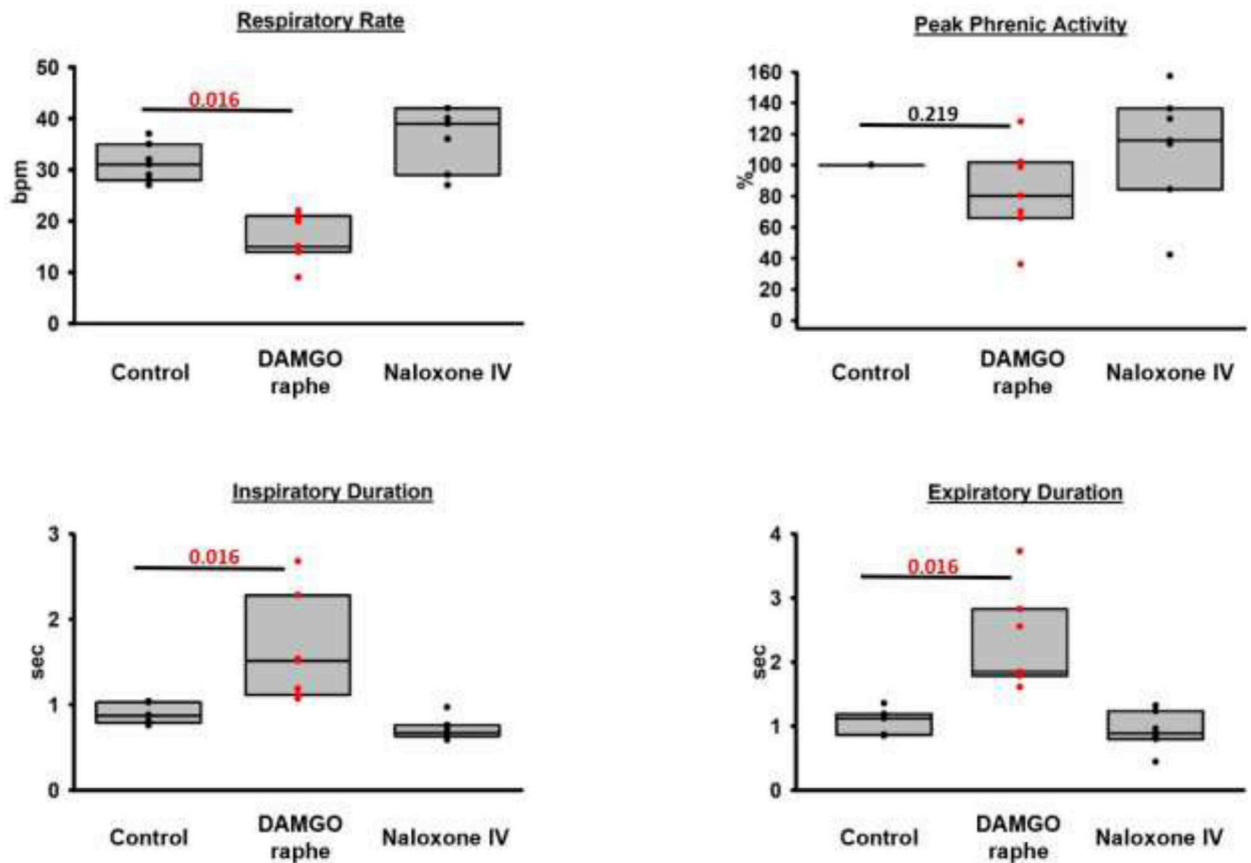 Respiratory Rate
50
40
30
20
10
0
bpm
0.016
Control
DAMGO
raphe
Naloxone IV
Peak Phrenic Activity
160
140
120
100
80
60
40
20
0
%
0.219
Control
DAMGO
raphe
Naloxone IV
Inspiratory Duration
3
2
1
0
sec
0.016
Control
DAMGO
raphe
Naloxone IV
Expiratory Duration
4
3
2
1
0
sec
0.016
Control
DAMGO
raphe
Naloxone IV